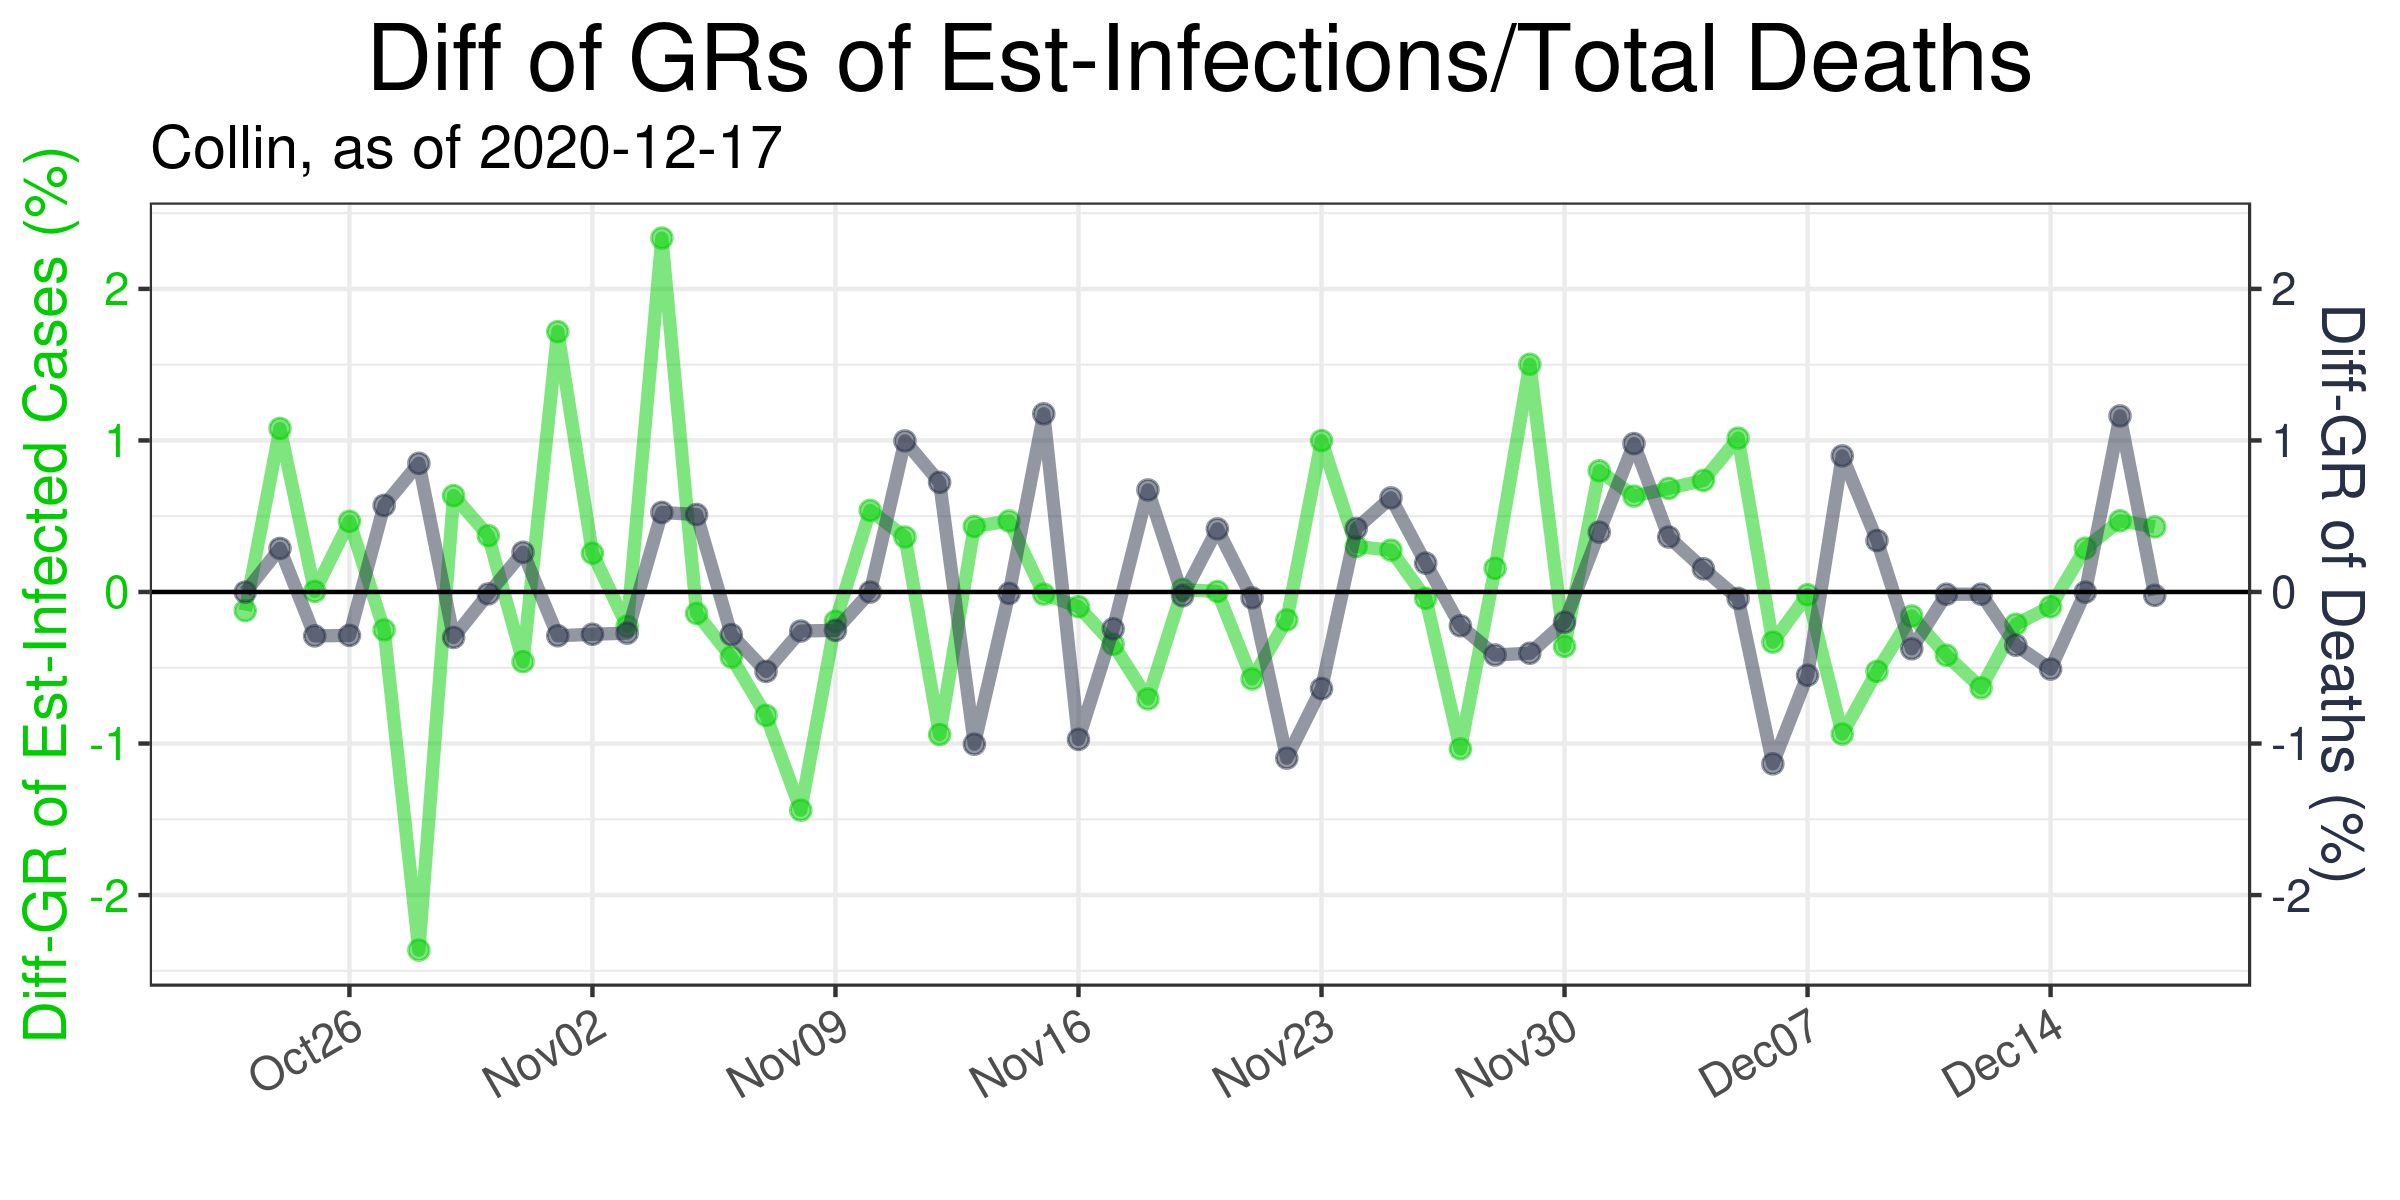 Diff of GRs of Est-Infections/Total Deaths
Collin, as of 2020-12-17
Diff-GR of Est-Infected Cases (%)
2
1
0
-1
-2
2
1
0
-1
-2
Diff-GR of Deaths (%)
Oct26
Nov02
Nov09
Nov16
Nov23
Nov30
Dec07
Dec14